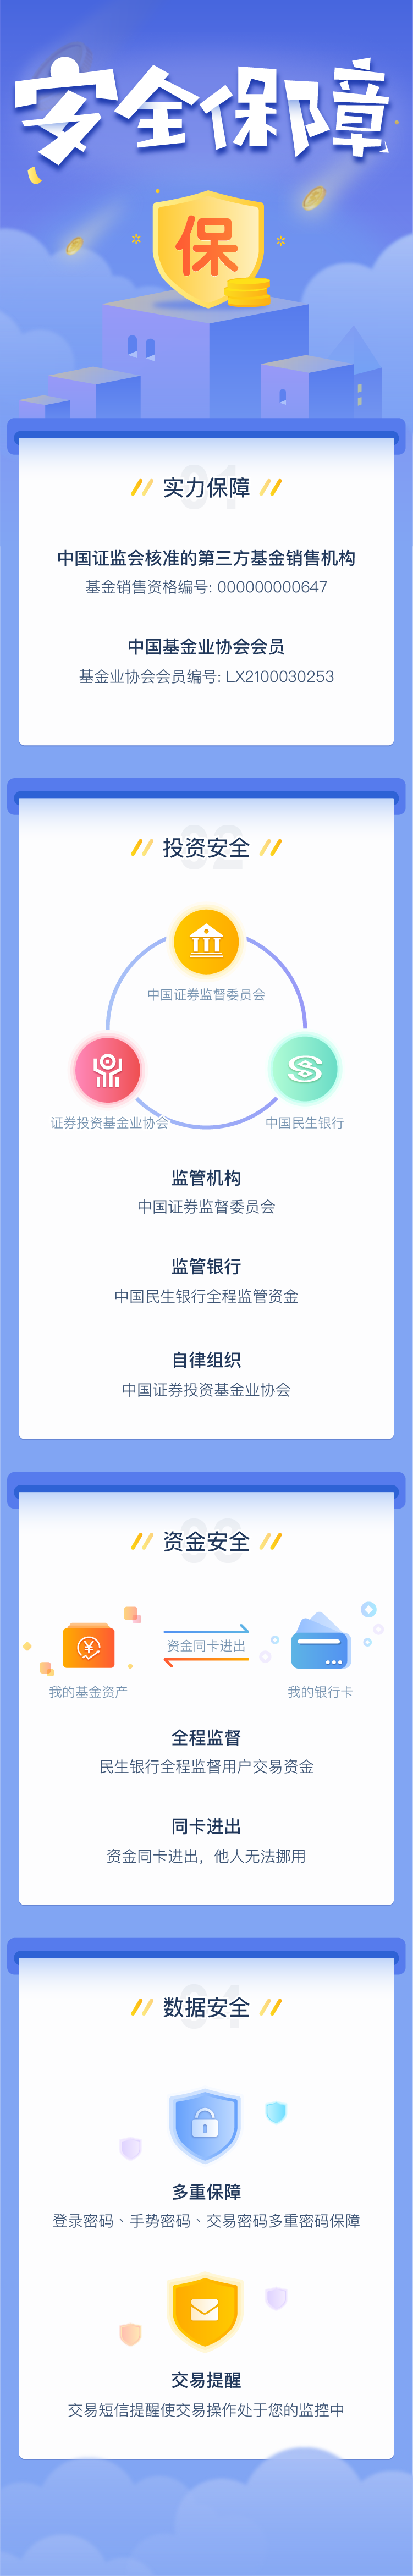 安全保障
保
01
实力保障
中国证监会核准的第三方基金销售机构
基金销售资格编号: 000000000647
中国基金业协会会员
基金业协会会员编号: LX2100030253
02
投资安全
中国证券监督委员会
证券投资基金业协会
中国民生银行
监管机构
中国证券监督委员会
监管银行
中国民生银行全程监管资金
自律组织
中国证券投资基金业协会
03
资金安全
资金同卡进出
我的基金资产
我的银行卡
全程监督
民生银行全程监督用户交易资金
同卡进出
资金同卡进出，他人无法挪用
04
数据安全
多重保障
登录密码、手势密码、交易密码多重密码保障
交易提醒
交易短信提醒使交易操作处于您的监控中